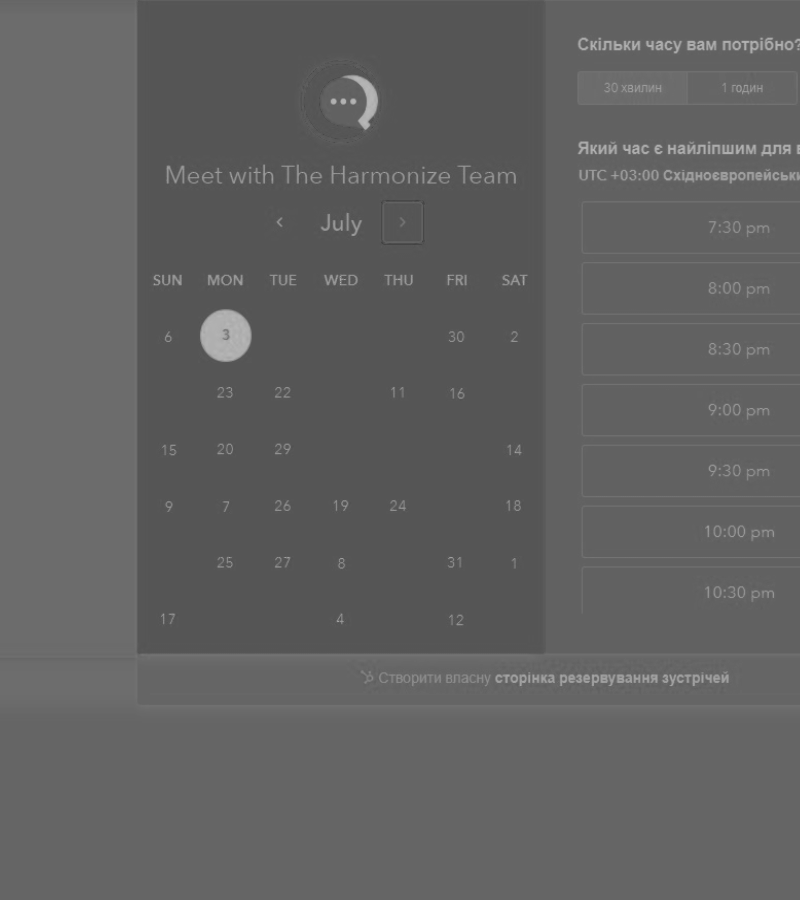 Meet with The Harmonize Team
July
SUN MON TUE WED THU FRI SAT
6 3 30 2
23 22 11 16
15 20 29 14
9 7 26 19 24 18
25 27 8 31 1
17 4 12
Скільки часу вам потрібно?
30 хвилин 1 годин
Який час є найліпшим для
UTC +03:00
7:30 pm
8:00 pm
8:30 pm
9:00 pm
9:30 pm
10:00 pm
10:30 pm
Створити власну сторінка резервування зустрічей